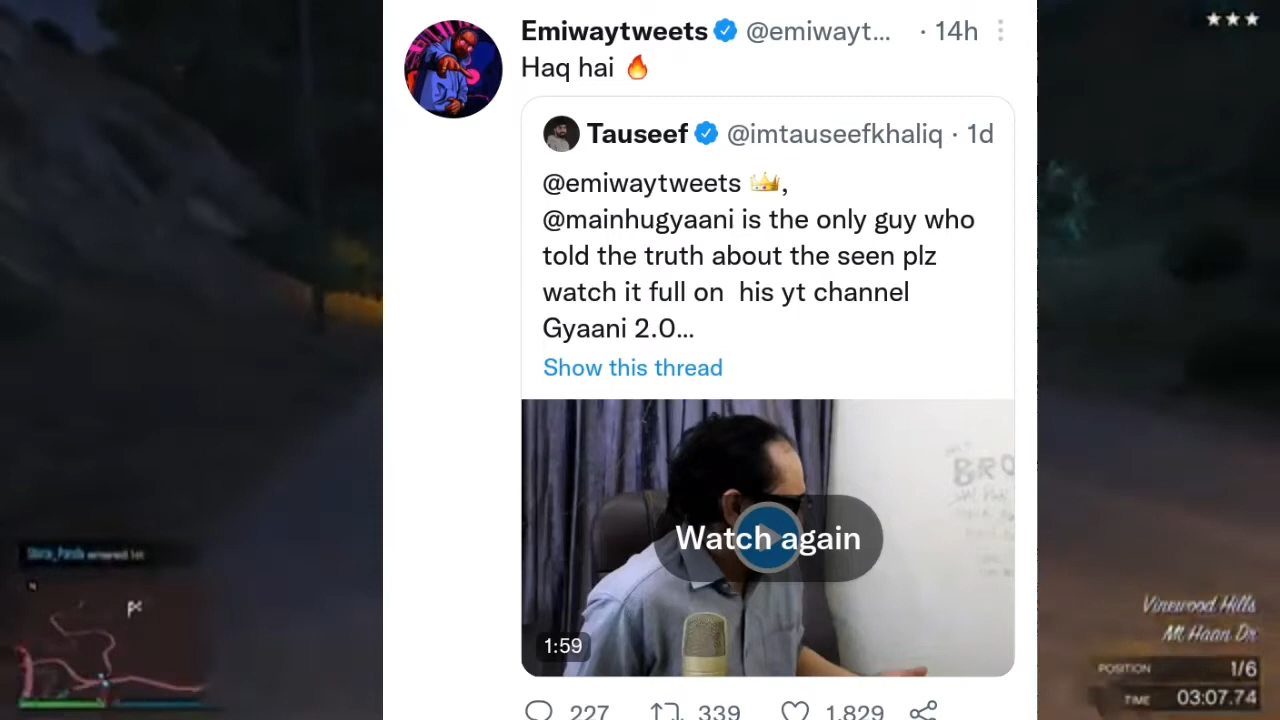 Emiwaytweets @emiwayt... · 14h
Haq hai 🔥
Tauseef @imtauseefkhaliq · 1d
@emiwaytweets 👑,
@mainhugyaani is the only guy who
told the truth about the seen plz
watch it full on his yt channel
Gyaani 2.0...
Show this thread
BRO
Watch again
1:59
227 339 1,829
N
Vinewood Hills
Mt Haan Dr
POSITION 1/6
TIME 03:07.74